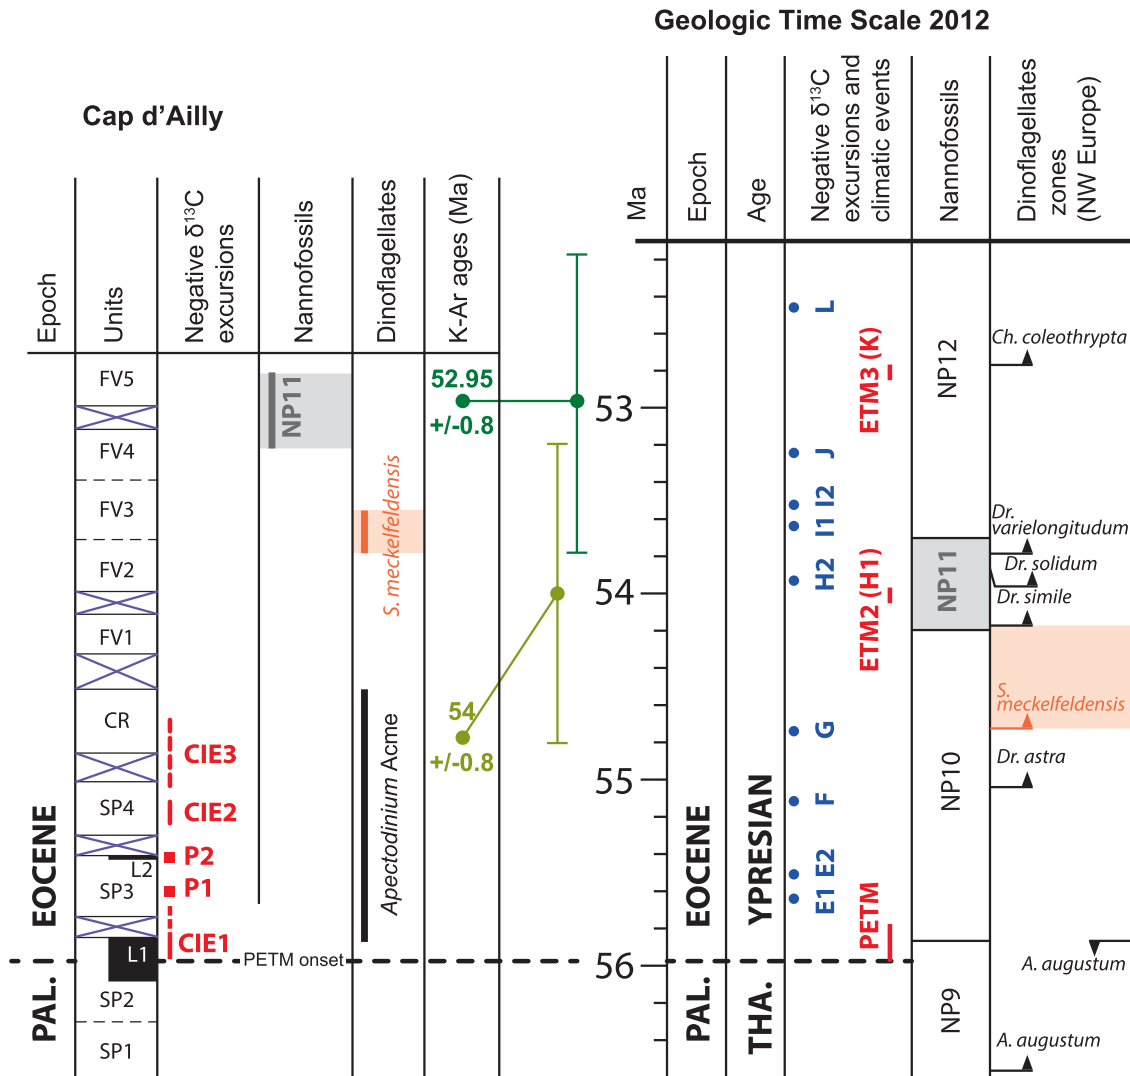 Geologic Time Scale 2012
Cap d’Ailly
Epoch
Units
Negative δ13C
excursions
Nannofossils
Dinoflagellates
K-Ar ages (Ma)
Ma
Epoch
Age
Negative δ13C
excursions and
climatic events
Nannofossils
Dinoflagellates
zones
(NW Europe)
EOCENE
PAL.
FV5
FV4
FV3
FV2
FV1
CR
SP4
L2
SP3
L1
SP2
SP1
CIE3
CIE2
P2
P1
CIE1
PETM onset
NP11
S. meckelfeldensis
Apectodinium Acme
52.95
+/-0.8
54
+/-0.8
53
54
55
56
EOCENE
PAL.
YPRESIAN
THA.
L
J
I2
I1
H2
G
F
E2
E1
ETM3 (K)
ETM2 (H1)
PETM
NP12
NP11
NP10
NP9
Ch. coleothrypta
Dr.
varielongitudum
Dr. solidum
Dr. simile
S.
meckelfeldensis
Dr. astra
A. augustum
A. augustum